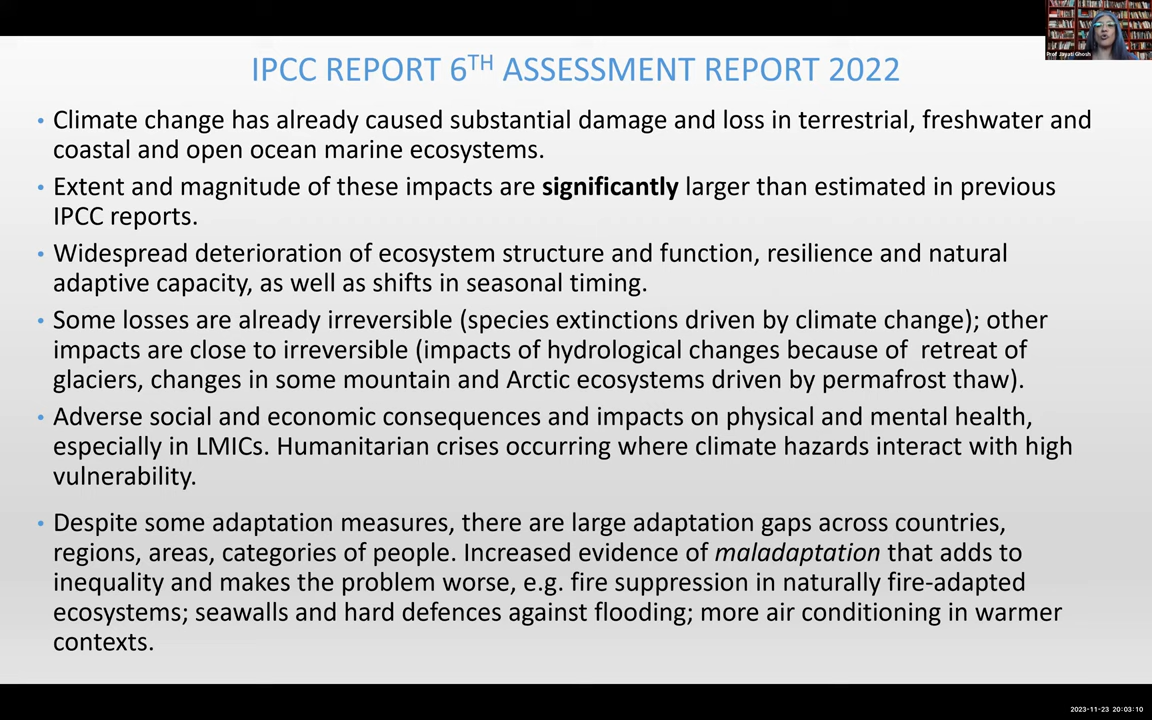 IPCC REPORT 6TH ASSESSMENT REPORT 2022
Prof Jayati Ghosh
• Climate change has already caused substantial damage and loss in terrestrial, freshwater and
coastal and open ocean marine ecosystems.
• Extent and magnitude of these impacts are significantly larger than estimated in previous
IPCC reports.
• Widespread deterioration of ecosystem structure and function, resilience and natural
adaptive capacity, as well as shifts in seasonal timing.
• Some losses are already irreversible (species extinctions driven by climate change); other
impacts are close to irreversible (impacts of hydrological changes because of  retreat of
glaciers, changes in some mountain and Arctic ecosystems driven by permafrost thaw).
• Adverse social and economic consequences and impacts on physical and mental health,
especially in LMICs. Humanitarian crises occurring where climate hazards interact with high
vulnerability.
• Despite some adaptation measures, there are large adaptation gaps across countries,
regions, areas, categories of people. Increased evidence of maladaptation that adds to
inequality and makes the problem worse, e.g. fire suppression in naturally fire-adapted
ecosystems; seawalls and hard defences against flooding; more air conditioning in warmer
contexts.
2023-11-23 20:03:10